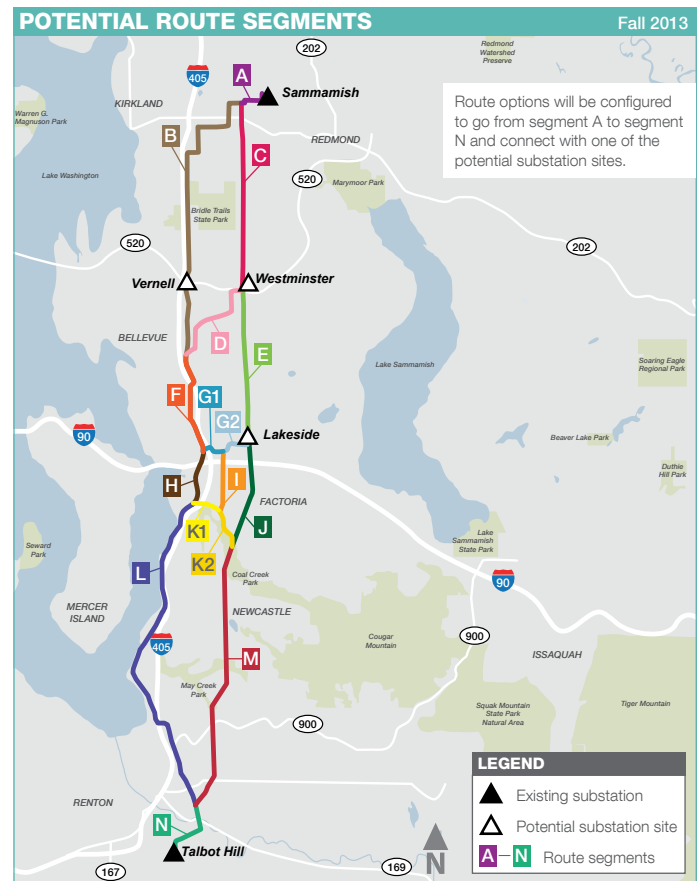 POTENTIAL ROUTE SEGMENTS
Fall 2013
Redmond
Watershed
Preserve
202
405
A
Sammamish
KIRKLAND
Warren G.
Magnuson Park
Route options will be configured
to go from segment A to segment
N and connect with one of the
potential substation sites.
B
REDMOND
C
Lake Washington
520
Marymoor Park
Bridle Trails
State Park
520
202
Vernell
Westminster
BELLEVUE
D
E
Lake Sammamish
Soaring Eagle
Regional Park
F
G1
G2
90
Lakeside
Beaver Lake Park
Duthie
Hill Park
H
I
FACTORIA
K1
J
Seward
Park
Lake
Sammamish
State Park
K2
L
Coal Creek
Park
90
MERCER
ISLAND
NEWCASTLE
900
Cougar
Mountain
405
ISSAQUAH
M
May Creek
Park
Squak Mountain
State Park
Natural Area
Tiger Mountain
900
LEGEND
Existing substation
Potential substation site
A – N Route segments
RENTON
N
Talbot Hill
167
169
N